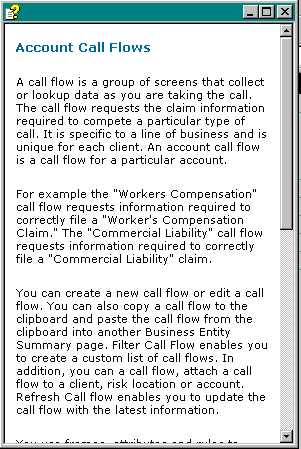 Account Call Flows
A call flow is a group of screens that collect
or lookup data as you are taking the call.
The call flow requests the claim information
required to compete a particular type of
call. It is specific to a line of business and is
unique for each client. An account call flow
is a call flow for a particular account.
For example the "Workers Compensation"
call flow requests information required to
correctly file a "Worker's Compensation
Claim." The "Commercial Liability" call flow
requests information required to correctly
file a "Commercial Liability" claim.
You can create a new call flow or edit a call
flow. You can also copy a call flow to the
clipboard and paste the call flow from the
clipboard into another Business Entity
Summary page. Filter Call Flow enables you
to create a custom list of call flows. In
addition, you can a call flow, attach a call
flow to a client, risk location or account.
Refresh Call flow enables you to update the
call flow with the latest information.
You use frames, attributes and rules to